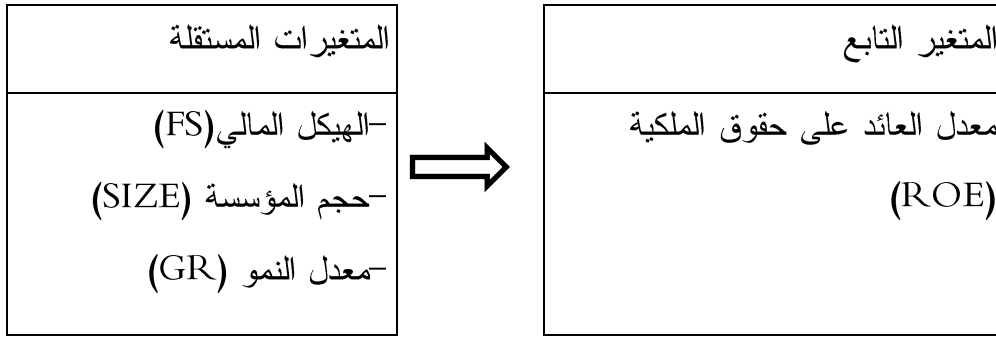 المتغيرات المستقلة
-الهيكل المالي(FS)
-حجم المؤسسة (SIZE)
-معدل النمو (GR)
المتغير التابع
معدل العائد على حقوق الملكية
(ROE)